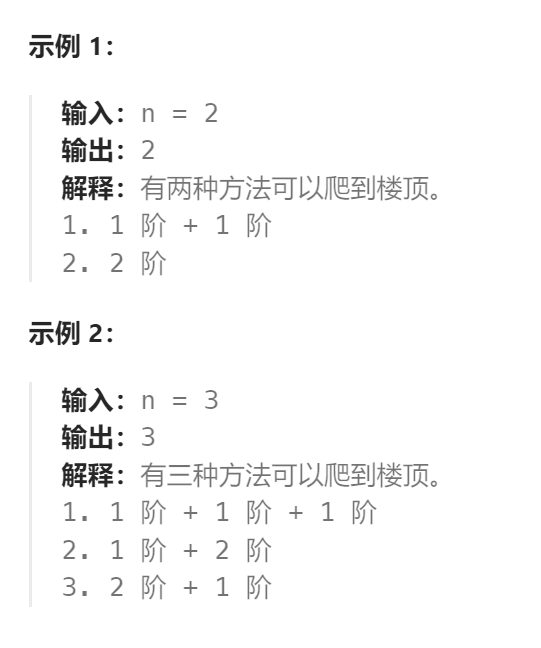 示例 1：
输入：n = 2
输出：2
解释：有两种方法可以爬到楼顶。
1. 1 阶 + 1 阶
2. 2 阶
示例 2：
输入：n = 3
输出：3
解释：有三种方法可以爬到楼顶。
1. 1 阶 + 1 阶 + 1 阶
2. 1 阶 + 2 阶
3. 2 阶 + 1 阶